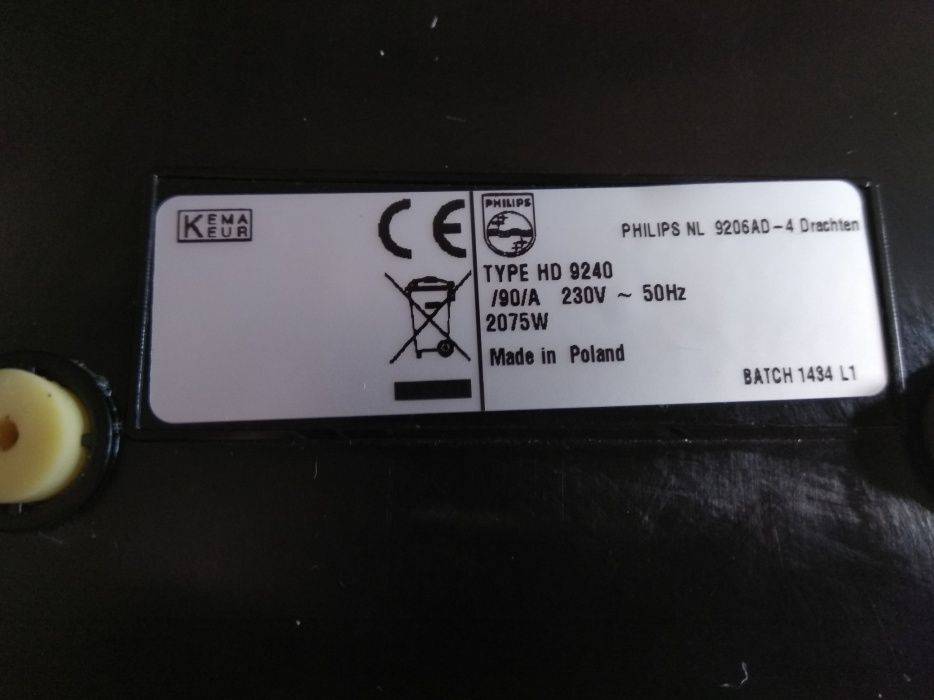 KEMA
KEUR
CE
PHILIPS
PHILIPS NL 9206AD-4 Drachten
TYPE HD 9240
/90/A 230V ~ 50Hz
2075W
Made in Poland
BATCH 1434 L1